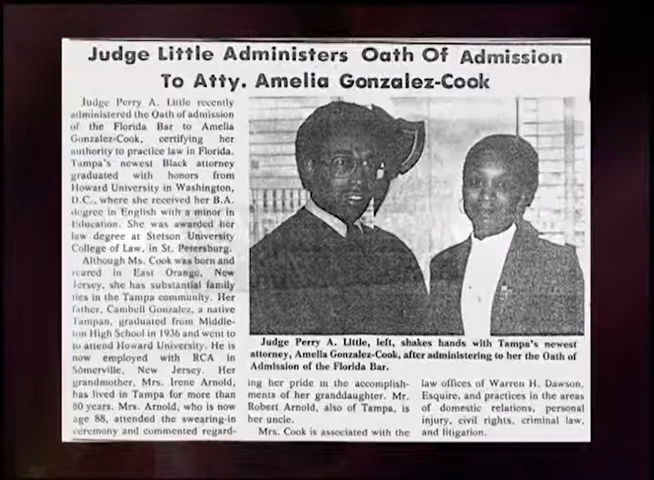 Judge Little Administers Oath Of Admission
To Atty. Amelia Gonzalez-Cook
Judge Perry A. Little recently
administered the Oath of admission
of the Florida Bar to Amelia
Gonzalez-Cook, certifying her
authority to practice law in Florida.
Tampa's newest Black attorney
graduated with honors from
Howard University in Washington,
D.C., where she received her B.A.
degree in English with a minor in
Education. She was awarded her
law degree at Stetson University
College of Law, in St. Petersburg.
Although Ms. Cook was born and
reared in East Orange, New
Jersey, she has substantial family
ties in the Tampa community. Her
father, Cambell Gonzalez, a native
Tampan, graduated from Middle-
ton High School in 1936 and went to
to attend Howard University. He is
now employed with RCA in
Somerville, New Jersey. Her
grandmother, Mrs. Irene Arnold,
has lived in Tampa for more than
80 years. Mrs. Arnold, who is now
age 88, attended the swearing-in
ceremony and commented regard-
Judge Perry A. Little, left, shakes hands with Tampa's newest
attorney, Amelia Gonzalez-Cook, after administering to her the Oath of
Admission of the Florida Bar.
ing her pride in the accomplish-
ments of her granddaughter. Mr.
Robert Arnold, also of Tampa, is
her uncle.
Mrs. Cook is associated with the
law offices of Warren H. Dawson,
Esquire, and practices in the areas
of domestic relations, personal
injury, civil rights, criminal law,
and litigation.